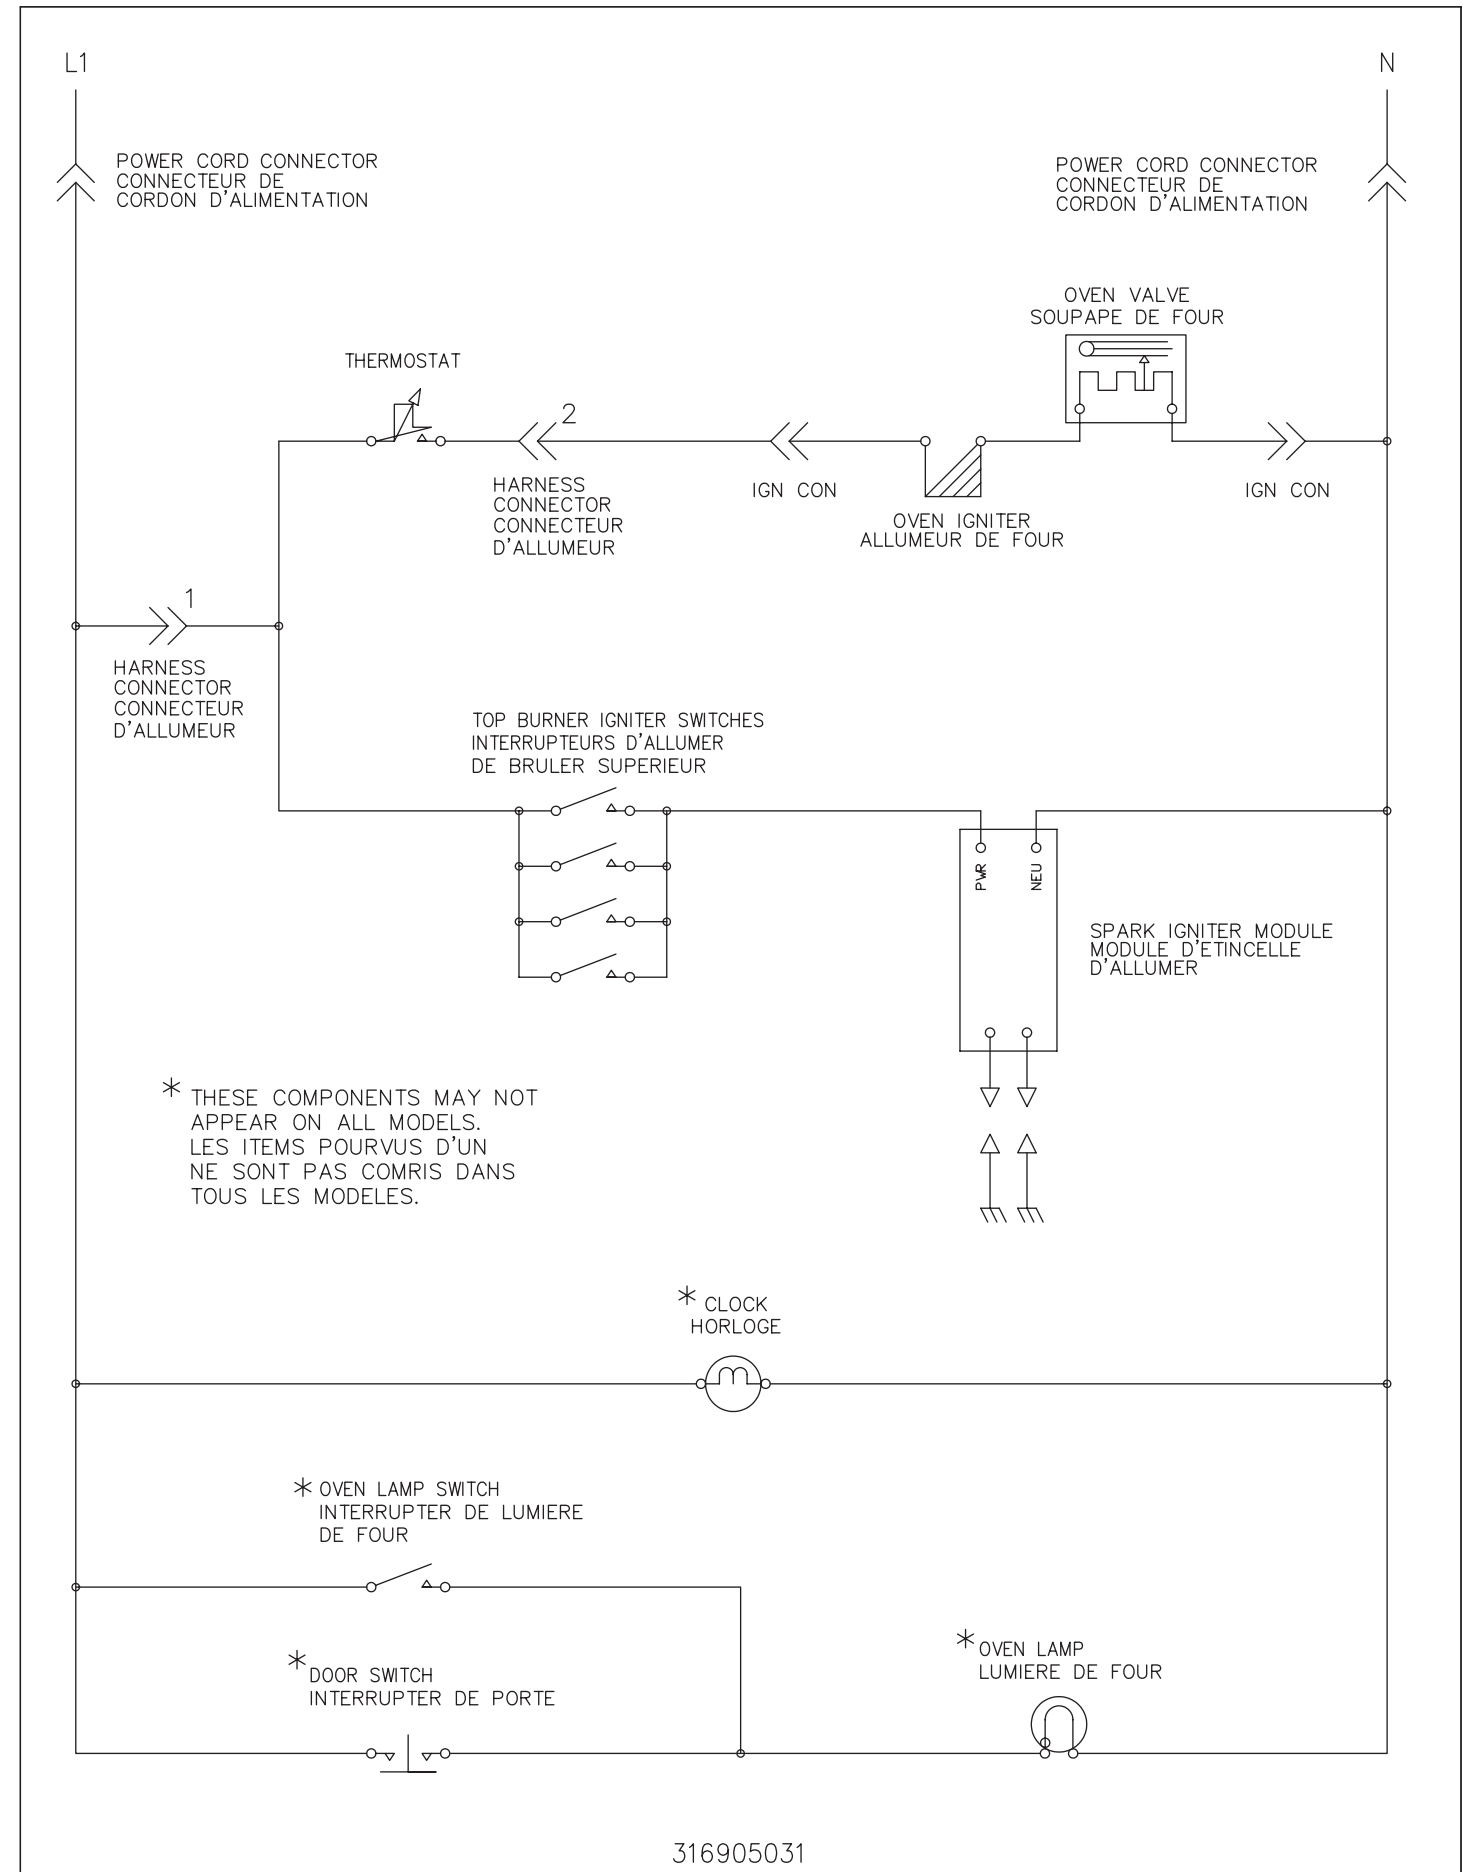 L1
N
POWER CORD CONNECTOR
CONNECTEUR DE
CORDON D'ALIMENTATION
POWER CORD CONNECTOR
CONNECTEUR DE
CORDON D'ALIMENTATION
OVEN VALVE
SOUPAPE DE FOUR
THERMOSTAT
2
HARNESS
CONNECTOR
CONNECTEUR
D'ALLUMEUR
IGN CON
OVEN IGNITER
ALLUMEUR DE FOUR
IGN CON
1
HARNESS
CONNECTOR
CONNECTEUR
D'ALLUMEUR
TOP BURNER IGNITER SWITCHES
INTERRUPTEURS D'ALLUMER
DE BRULER SUPERIEUR
PWR
NEU
SPARK IGNITER MODULE
MODULE D'ETINCELLE
D'ALLUMER
* THESE COMPONENTS MAY NOT
APPEAR ON ALL MODELS.
LES ITEMS POURVUS D'UN
NE SONT PAS COMRIS DANS
TOUS LES MODELES.
* CLOCK
HORLOGE
* OVEN LAMP SWITCH
INTERRUPTER DE LUMIERE
DE FOUR
* DOOR SWITCH
INTERRUPTER DE PORTE
* OVEN LAMP
LUMIERE DE FOUR
316905031